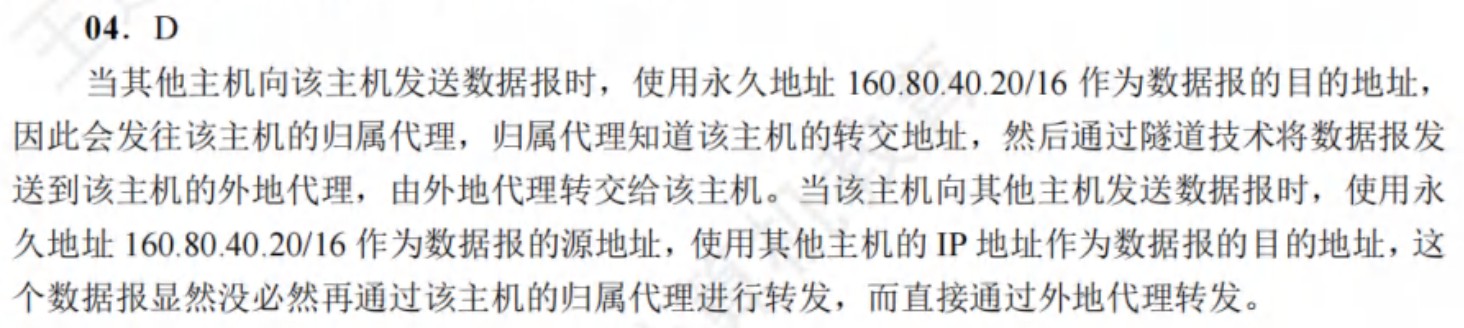 04. D
当其他主机向该主机发送数据报时，使用永久地址 160.80.40.20/16 作为数据报的目的地址，
因此会发往该主机的归属代理，归属代理知道该主机的转交地址，然后通过隧道技术将数据报发
送到该主机的外地代理，由外地代理转交给该主机。当该主机向其他主机发送数据报时，使用永
久地址 160.80.40.20/16 作为数据报的源地址，使用其他主机的 IP 地址作为数据报的目的地址，这
个数据报显然没必然再通过该主机的归属代理进行转发，而直接通过外地代理转发。